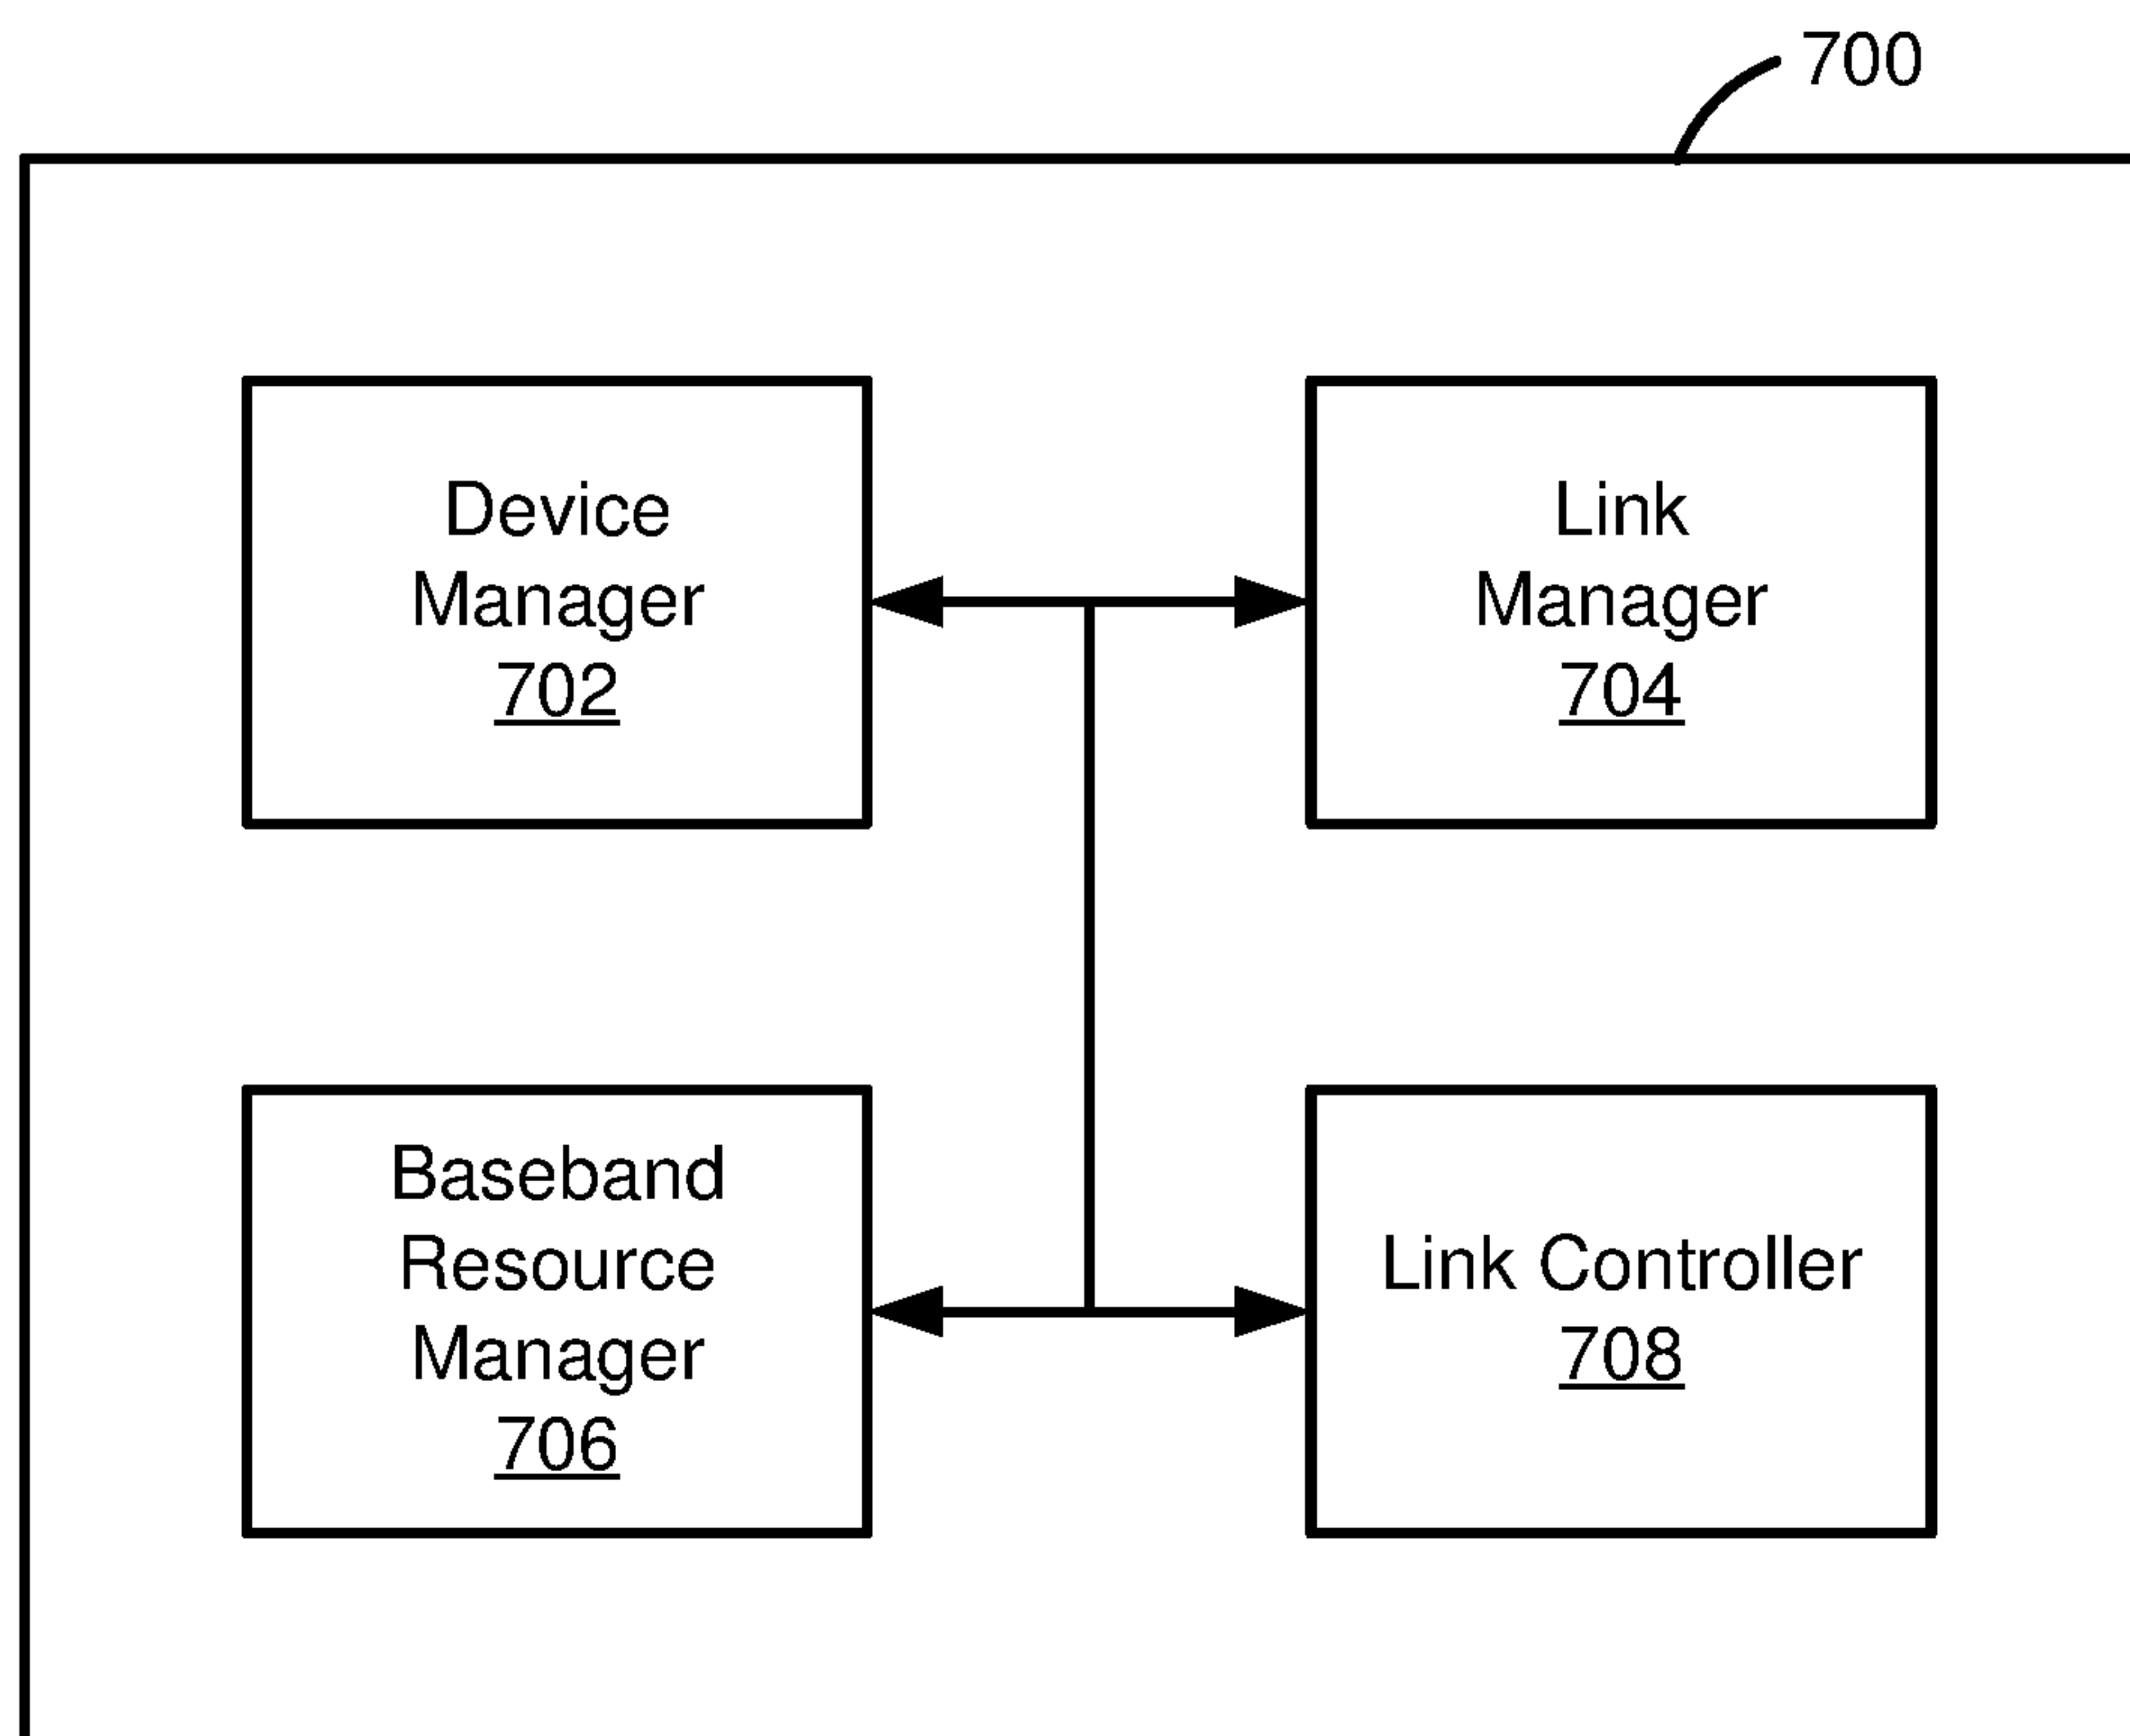 700
Device
Manager
702
Link
Manager
704
Baseband
Resource
Manager
706
Link Controller
708